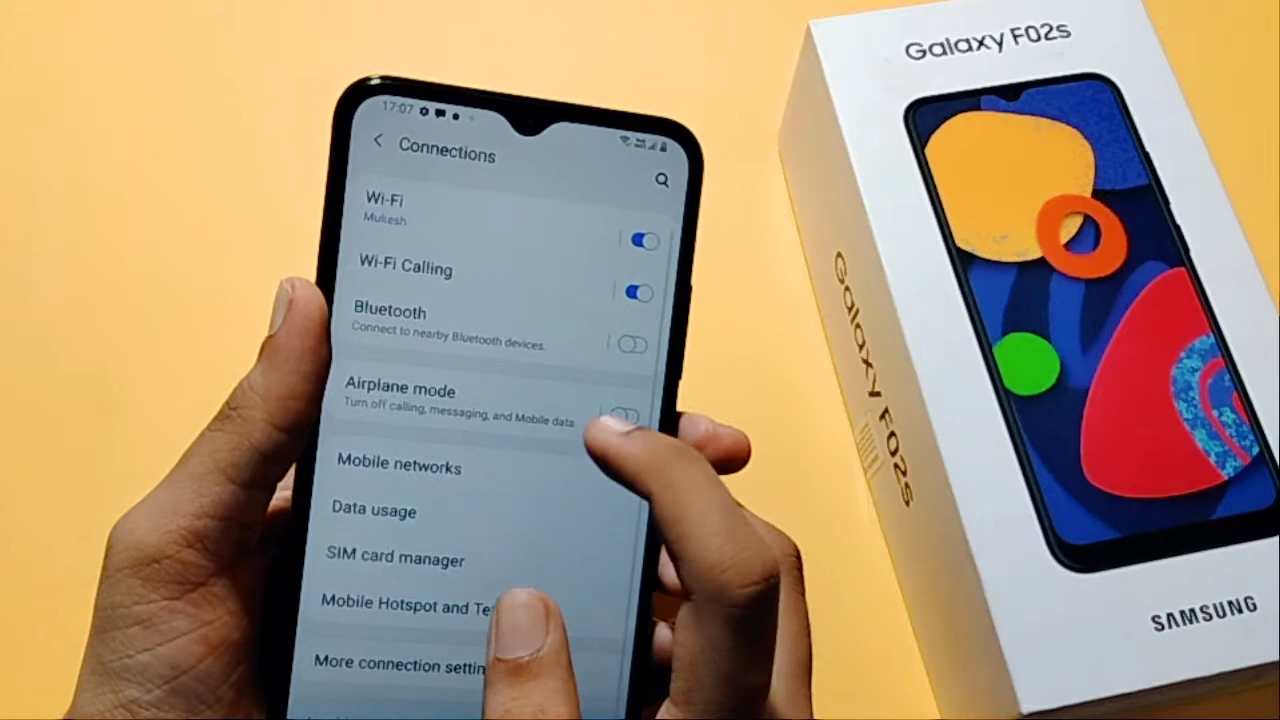 17:07
Connections
Wi-Fi
Mukesh
Wi-Fi Calling
Bluetooth
Connect to nearby Bluetooth devices.
Airplane mode
Turn off calling, messaging, and Mobile data.
Mobile networks
Data usage
SIM card manager
Mobile Hotspot and Te
More connection settin
Galaxy F02s
Galaxy F02s
SAMSUNG